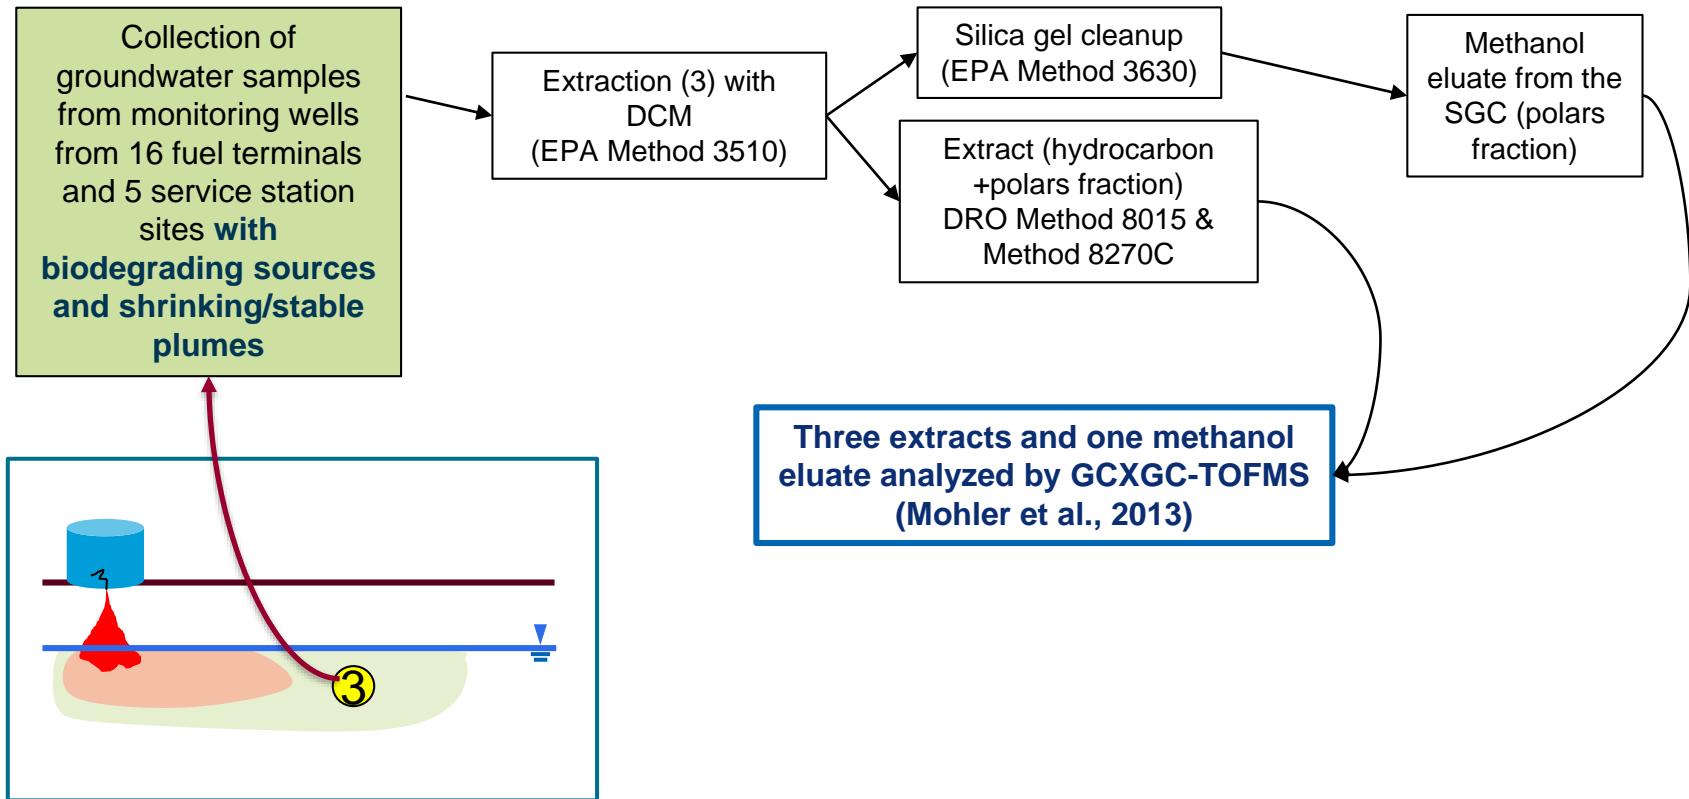 Collection of
groundwater samples
from monitoring wells
from 16 fuel terminals
and 5 service station
sites with
biodegrading sources
and shrinking/stable
plumes
Extraction (3) with
DCM
(EPA Method 3510)
Silica gel cleanup
(EPA Method 3630)
Extract (hydrocarbon
+polars fraction)
DRO Method 8015 &
Method 8270C
Methanol
eluate from the
SGC (polars
fraction)
Three extracts and one methanol
eluate analyzed by GCXGC-TOFMS
(Mohler et al., 2013)
3